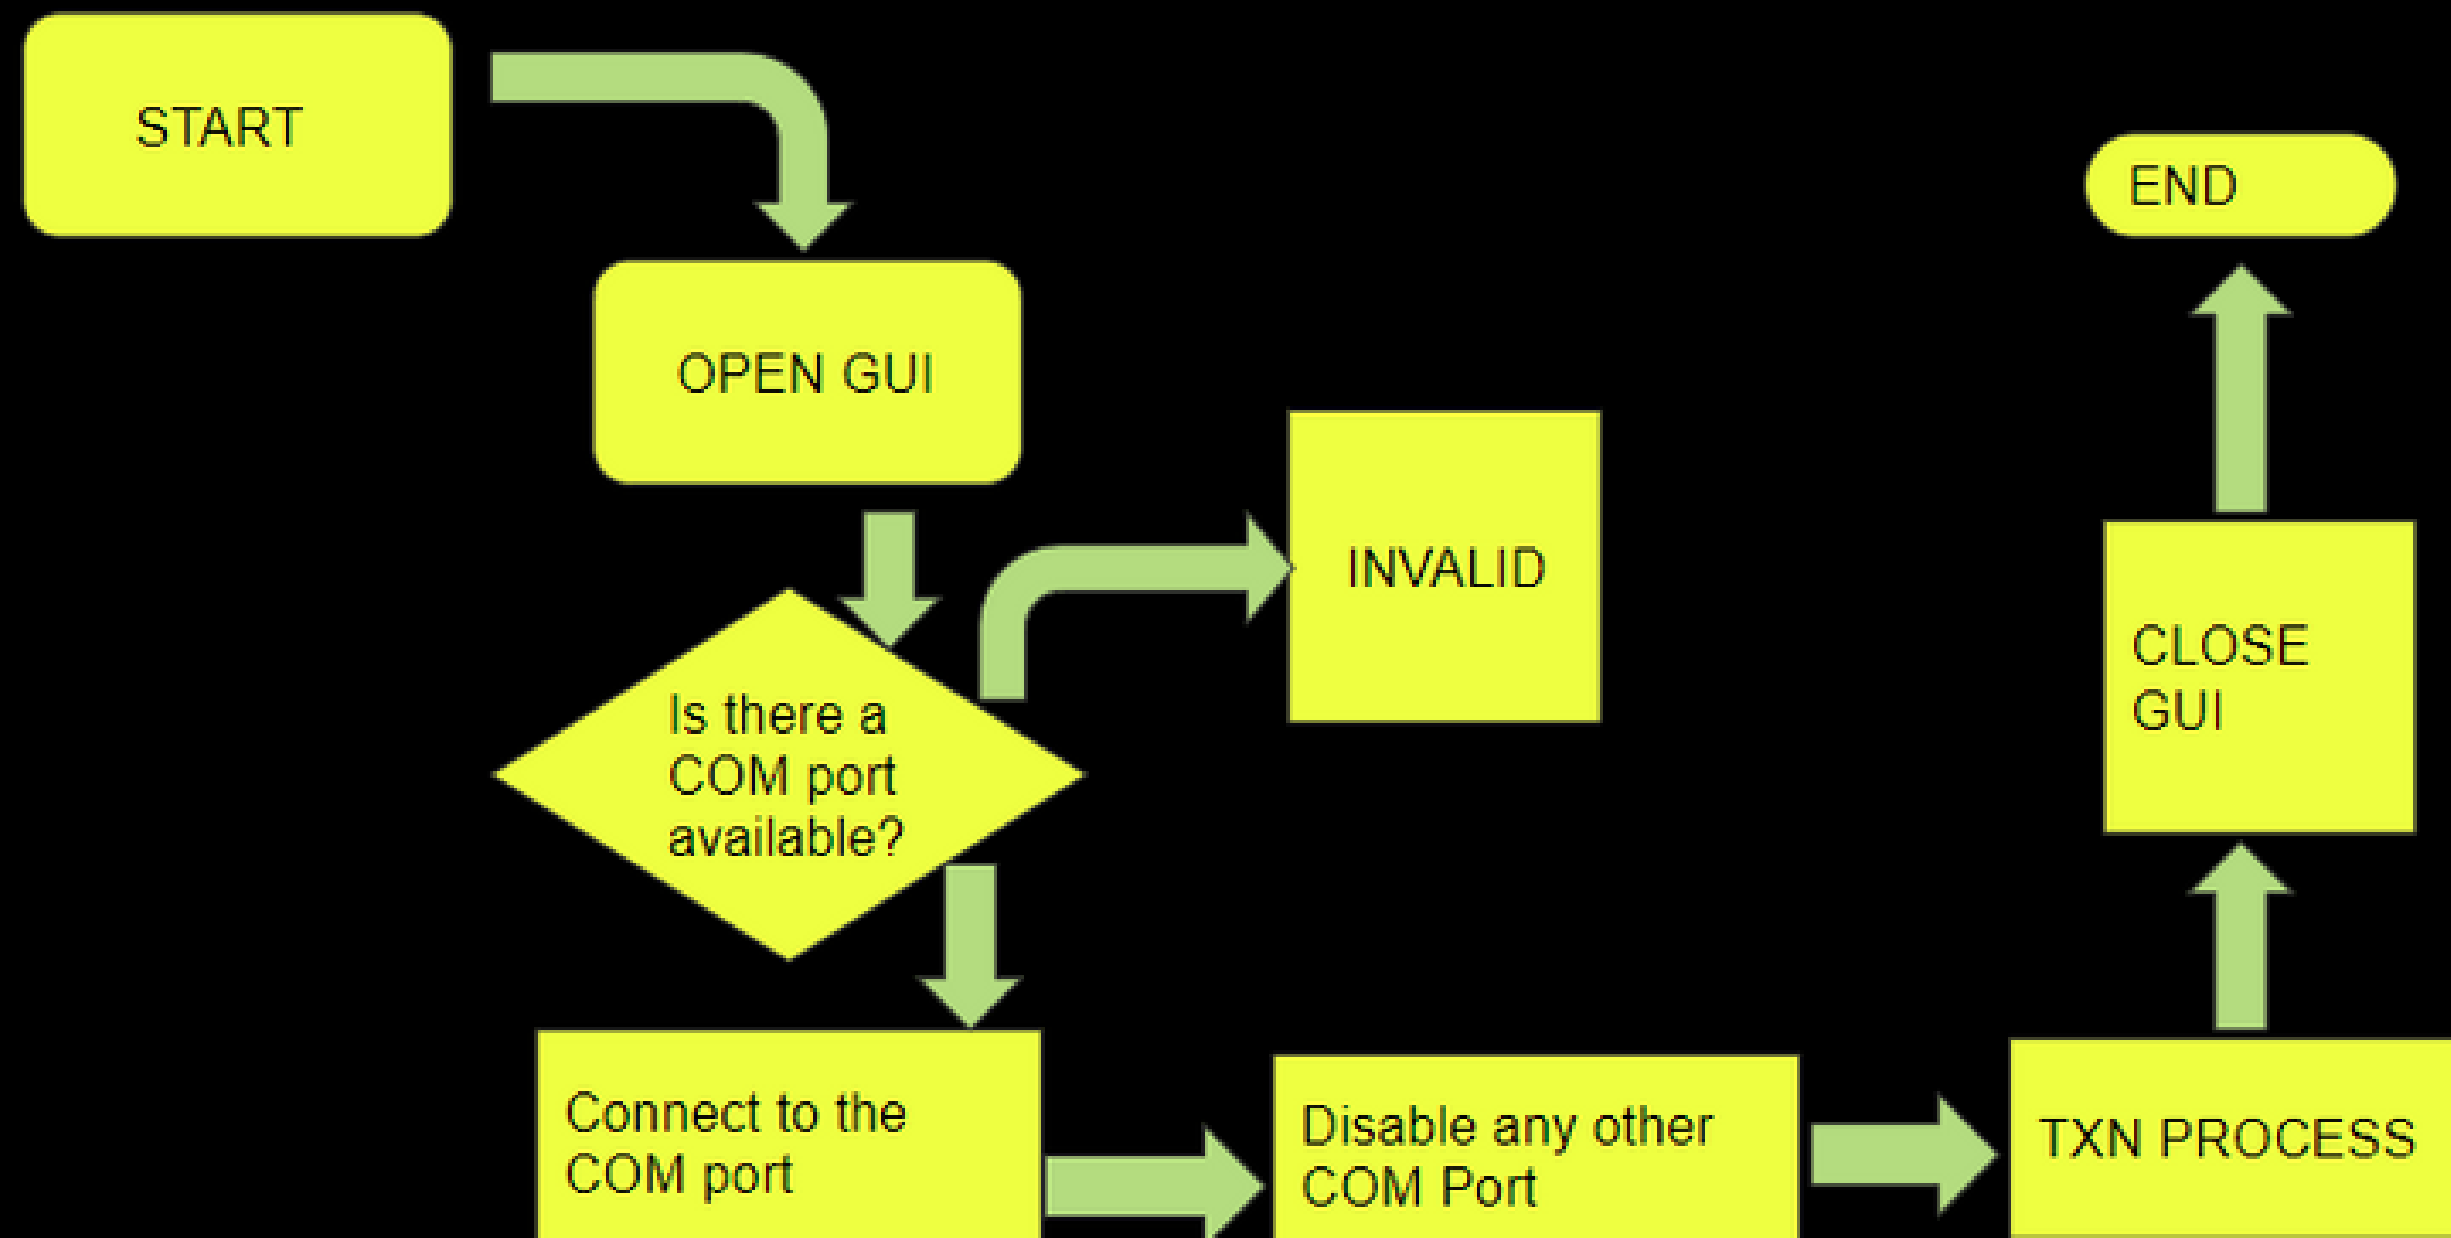 START
OPEN GUI
Is there a
COM port
available?
INVALID
Connect to the
COM port
Disable any other
COM Port
TXN PROCESS
CLOSE
GUI
END